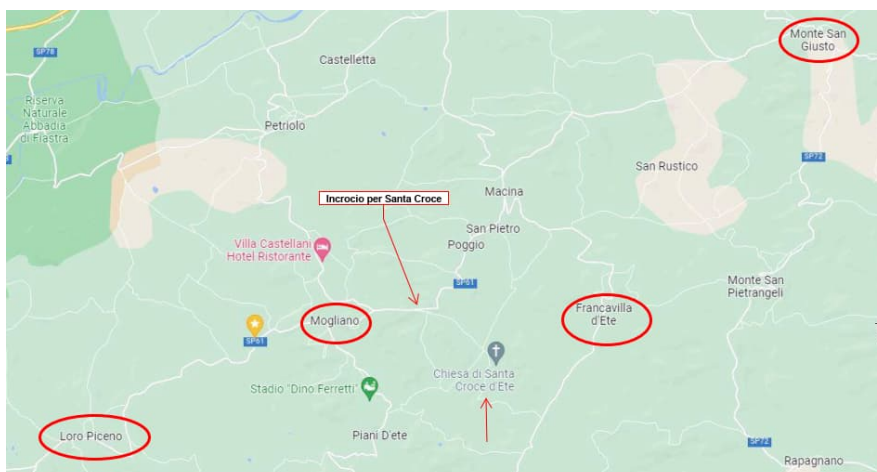 Monte San
Giusto
SP78
Castelletta
Riserva
Naturale
Abbadia
di Fiastra
Petriolo
SP72
San Rustico
Incrocio per Santa Croce
Macina
San Pietro
Poggio
Villa Castellani
Hotel Ristorante
SP61
Monte San
Pietrangeli
Mogliano
Francavilla
d'Ete
SP61
Chiesa di Santa
Croce d'Ete
Stadio "Dino Ferretti"
Loro Piceno
Piani D'ete
SP72
Rapagnano